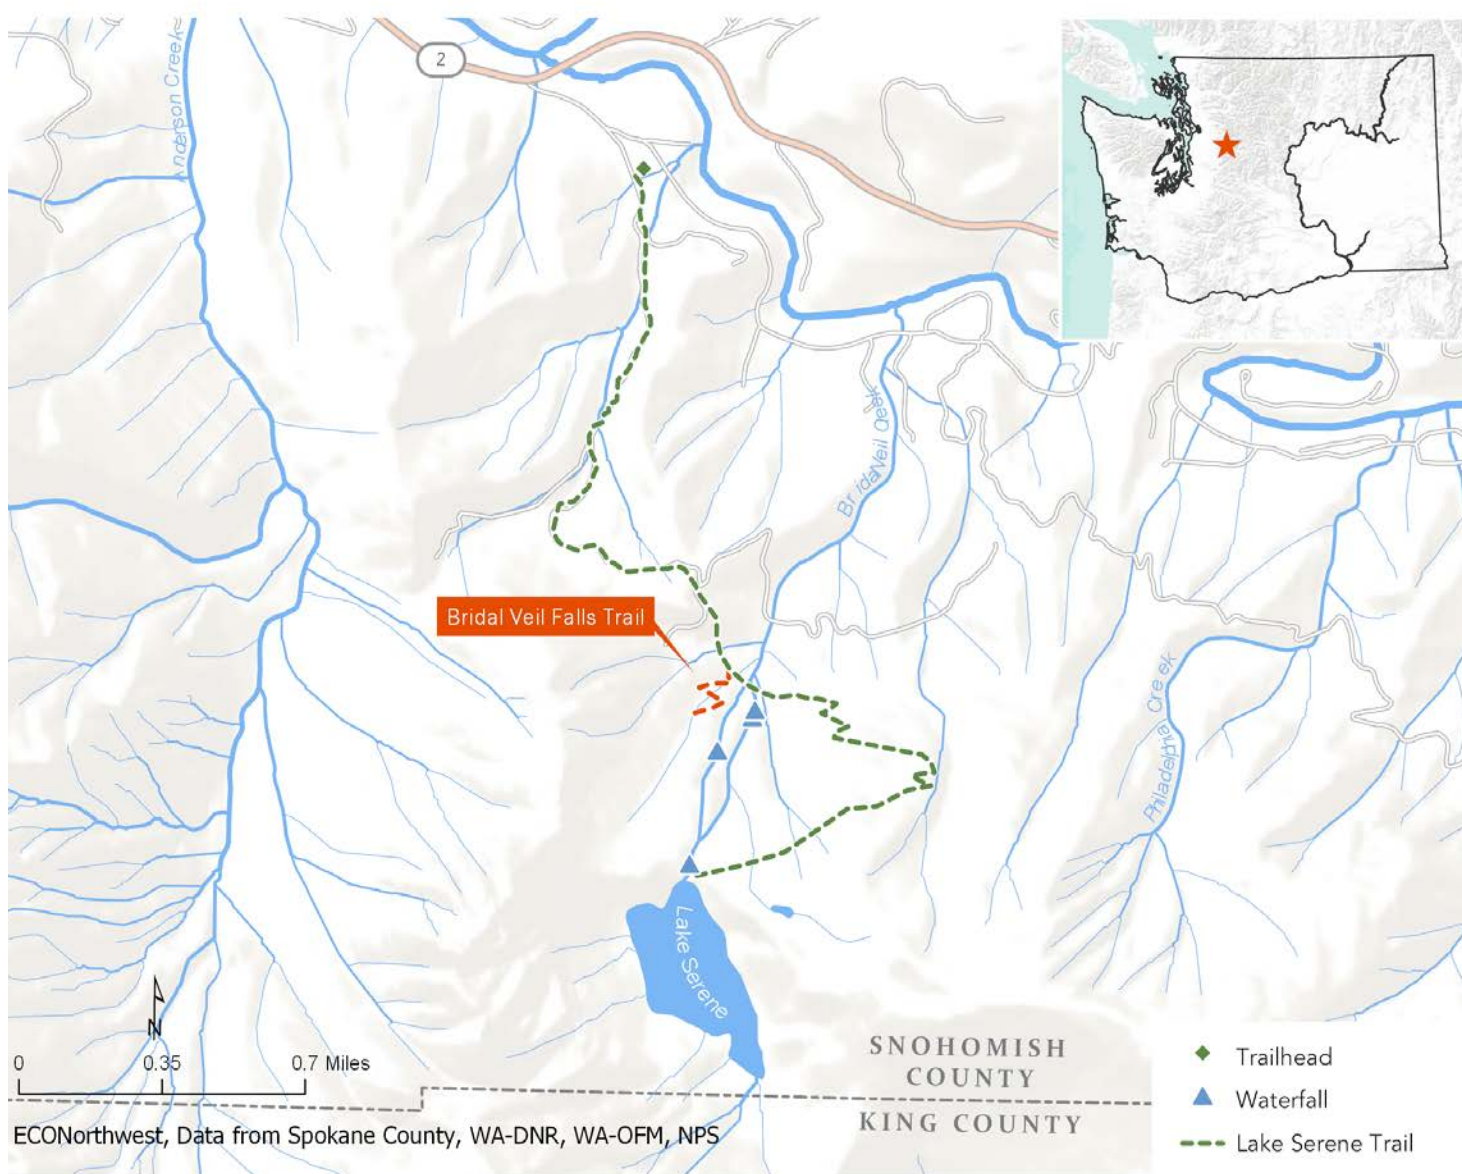 2
Anderson Creek
Bridal Veil Creek
Bridal Veil Falls Trail
Philadelphia Creek
Lake Serene
N
0 0.35 0.7 Miles
SNOHOMISH
COUNTY
KING COUNTY
Trailhead
Waterfall
Lake Serene Trail
ECONorthwest, Data from Spokane County, WA-DNR, WA-OFM, NPS